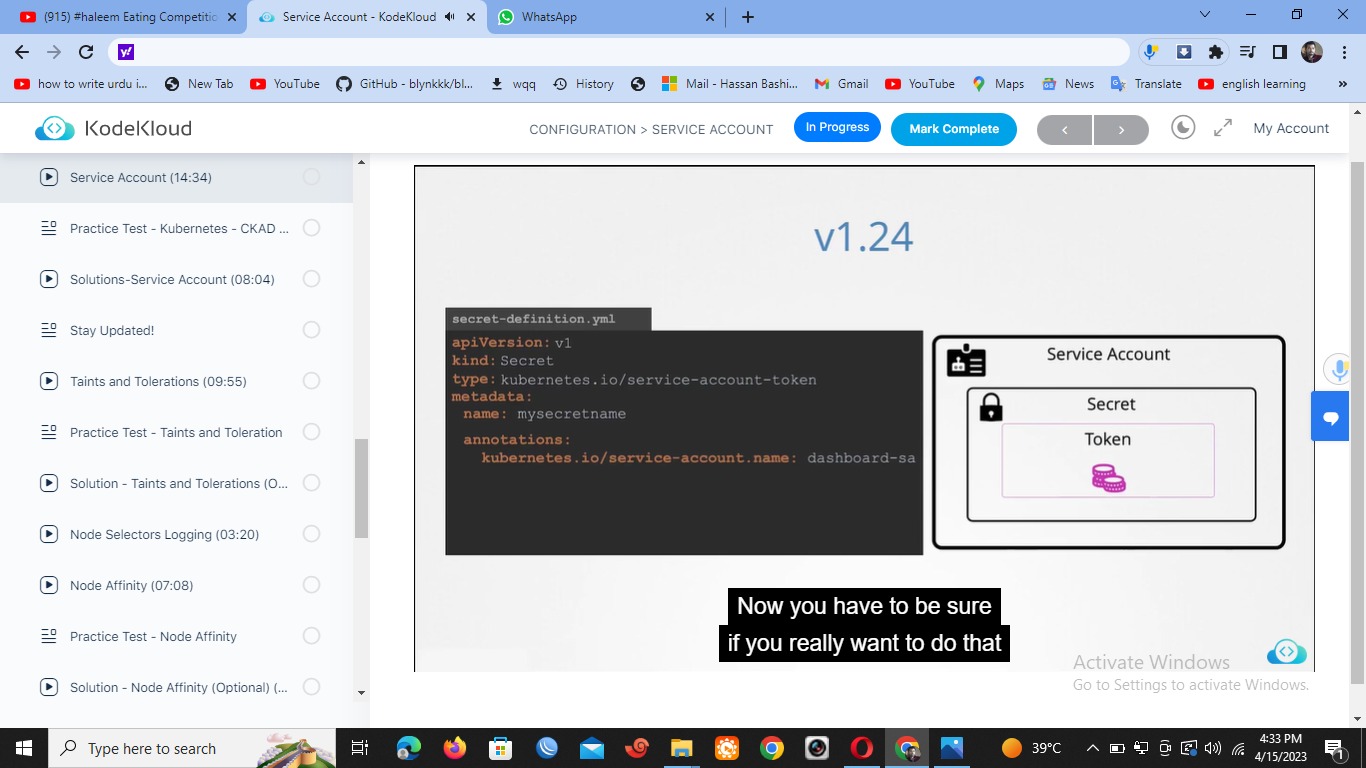 (915) #haleem Eating Competitio
Service Account - KodeKloud
WhatsApp
how to write urdu i...
New Tab
YouTube
GitHub - blynkkk/bl...
wqq
History
Mail - Hassan Bashi...
Gmail
YouTube
Maps
News
Translate
english learning
»
KodeKloud
CONFIGURATION > SERVICE ACCOUNT
In Progress
Mark Complete
My Account
Service Account (14:34)
Practice Test - Kubernetes - CKAD ...
Solutions-Service Account (08:04)
Stay Updated!
Taints and Tolerations (09:55)
Practice Test - Taints and Toleration
Solution - Taints and Tolerations (O...
Node Selectors Logging (03:20)
Node Affinity (07:08)
Practice Test - Node Affinity
Solution - Node Affinity (Optional) (...
v1.24
secret-definition.yml
apiVersion: v1
kind: Secret
type: kubernetes.io/service-account-token
metadata:
name: mysecretname
annotations:
kubernetes.io/service-account.name: dashboard-sa
Service Account
Secret
Token
Now you have to be sure
if you really want to do that
Activate Windows
Go to Settings to activate Windows.
Type here to search
39°C
4:33 PM
4/15/2023
1